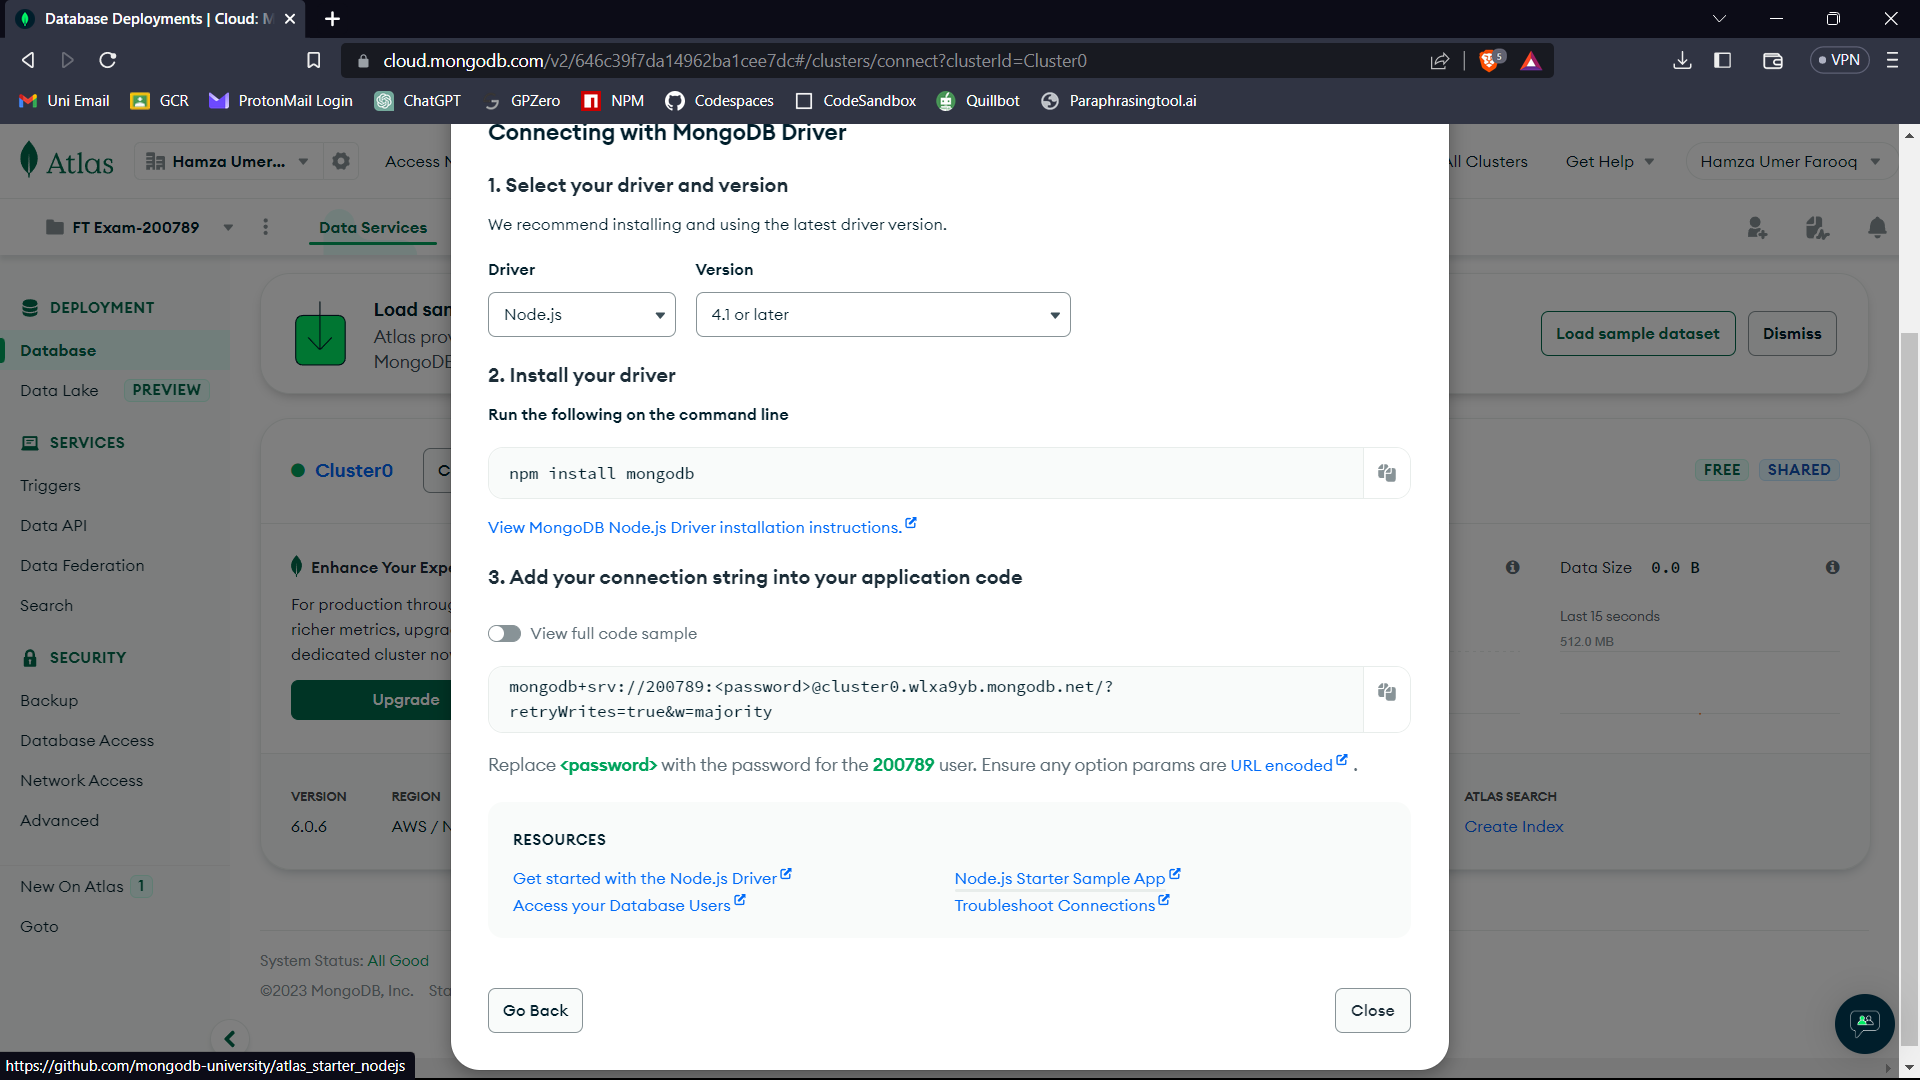 Database Deployments | Cloud: M
cloud.mongodb.com/v2/646c39f7da14962ba1cee7dc#/clusters/connect?clusterId=Cluster0
5
VPN
Uni Email
GCR
ProtonMail Login
ChatGPT
GPZero
NPM
Codespaces
CodeSandbox
Quillbot
Paraphrasingtool.ai
Atlas
Hamza Umer...
Access
All Clusters
Get Help
Hamza Umer Farooq
FT Exam-200789
Data Services
DEPLOYMENT
Database
Data Lake
PREVIEW
SERVICES
Triggers
Data API
Data Federation
Search
SECURITY
Backup
Database Access
Network Access
Advanced
New On Atlas 1
Goto
Load sam
Atlas prov
MongoDB
Load sample dataset
Dismiss
Cluster0
C
FREE
SHARED
Enhance Your Expe
For production throu
richer metrics, upgra
dedicated cluster no
Upgrade
Data Size 0.0 B
Last 15 seconds
512.0 MB
VERSION
6.0.6
REGION
AWS / N
ATLAS SEARCH
Create Index
System Status: All Good
©2023 MongoDB, Inc. Sta
Connecting with MongoDB Driver
1. Select your driver and version
We recommend installing and using the latest driver version.
Driver
Version
Node.js
4.1 or later
2. Install your driver
Run the following on the command line
npm install mongodb
View MongoDB Node.js Driver installation instructions.
3. Add your connection string into your application code
View full code sample
mongodb+srv://200789:<password>@cluster0.wlxa9yb.mongodb.net/?
retryWrites=true&w=majority
Replace <password> with the password for the 200789 user. Ensure any option params are URL encoded .
RESOURCES
Get started with the Node.js Driver
Node.js Starter Sample App
Access your Database Users
Troubleshoot Connections
Go Back
Close
https://github.com/mongodb-university/atlas_starter_nodejs